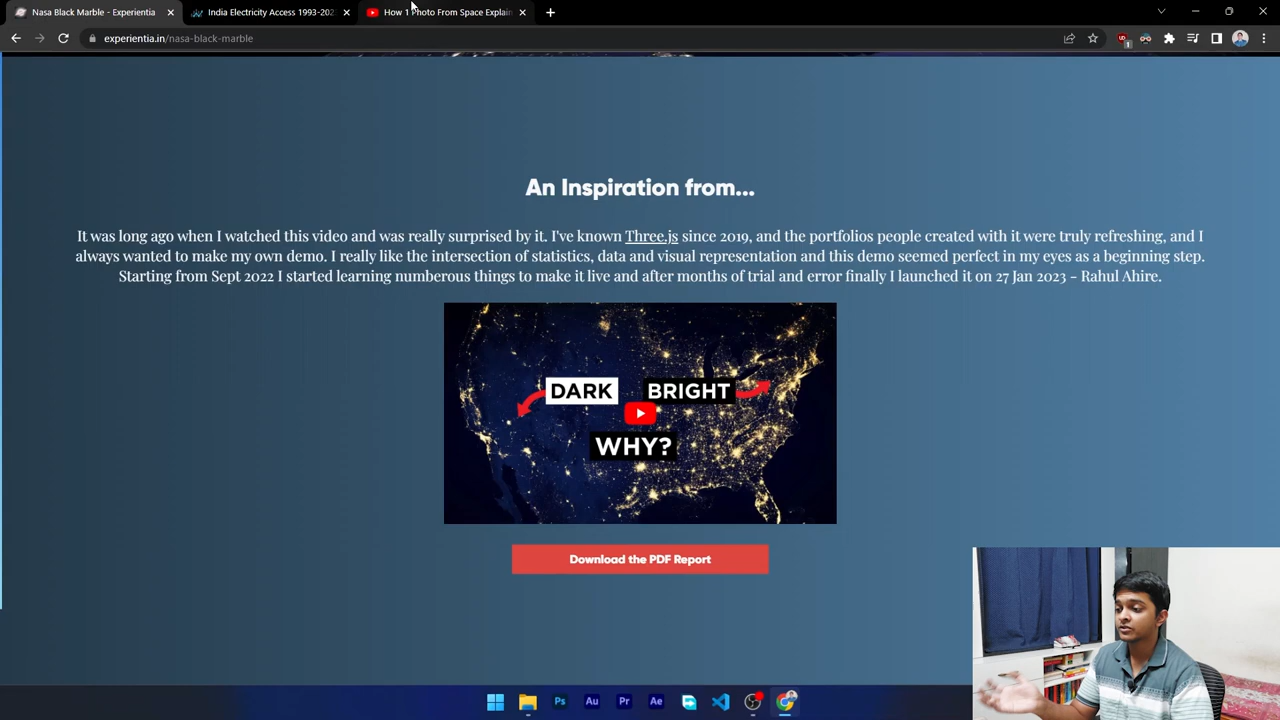 Nasa Black Marble - Experientia
India Electricity Access 1993-202
How 1 Photo From Space Explain
experientia.in/nasa-black-marble
1
An Inspiration from...
It was long ago when I watched this video and was really surprised by it. I've known Three.js since 2019, and the portfolios people created with it were truly refreshing, and I
always wanted to make my own demo. I really like the intersection of statistics, data and visual representation and this demo seemed perfect in my eyes as a beginning step.
Starting from Sept 2022 I started learning numberous things to make it live and after months of trial and error finally I launched it on 27 Jan 2023 - Rahul Ahire.
DARK
BRIGHT
WHY?
Download the PDF Report
Ps
Au
Pr
Ae